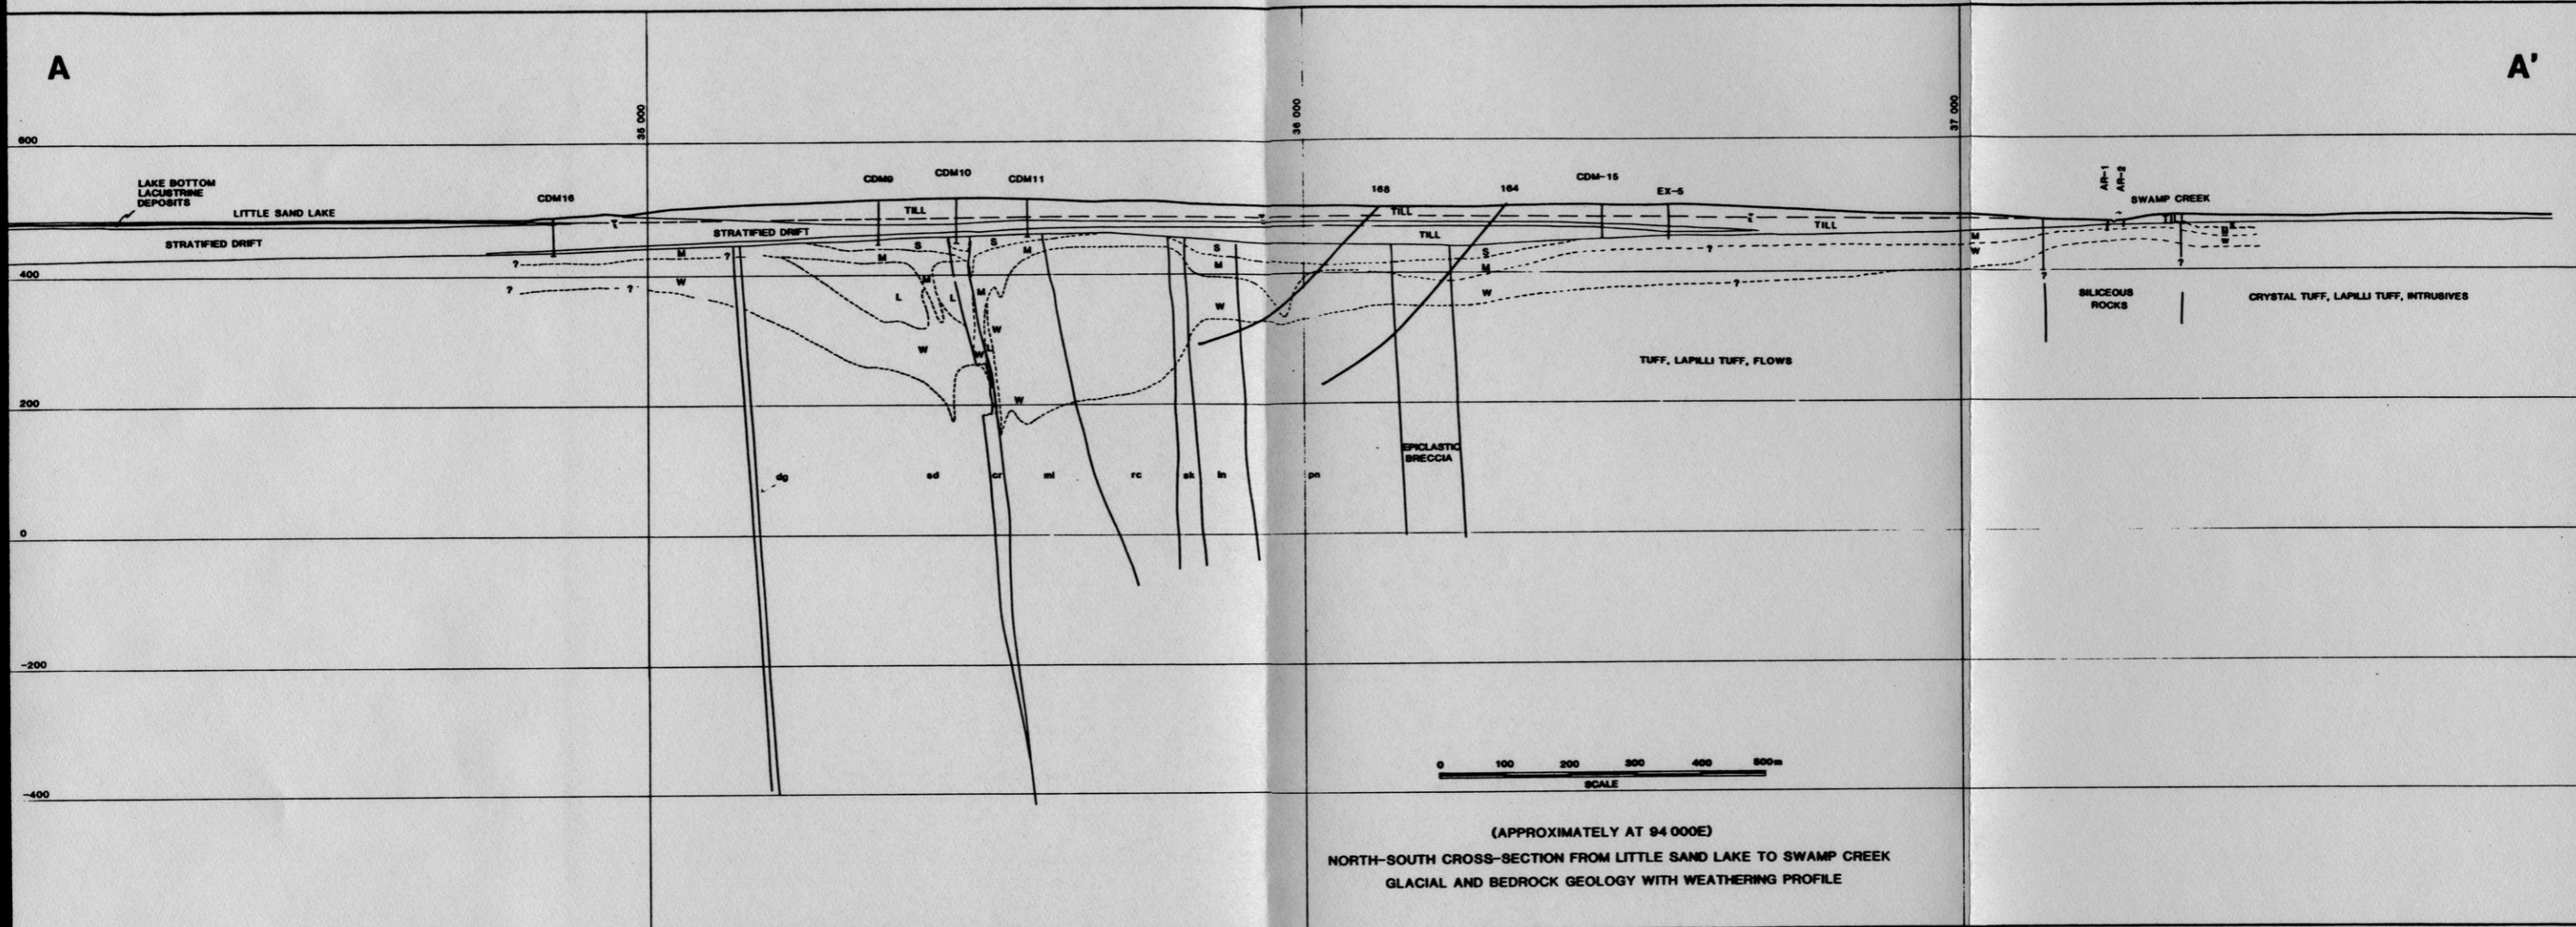 A
A'
35 000
36 000
37 000
600
LAKE BOTTOM
LACUSTRINE
DEPOSITS
LITTLE SAND LAKE
STRATIFIED DRIFT
CDM16
CDM9
CDM10
CDM11
168
164
CDM-15
EX-5
AR-1
AR-2
SWAMP CREEK
TILL
TILL
TILL
TILL
TILL
STRATIFIED DRIFT
S
S
S
S
M
M
M
M
M
M
M
M
W
W
W
W
W
W
W
W
L
L
?
?
?
?
?
?
?
?
400
SILICEOUS
ROCKS
CRYSTAL TUFF, LAPILLI TUFF, INTRUSIVES
TUFF, LAPILLI TUFF, FLOWS
200
EPICLASTIC
BRECCIA
dg
sd
cr
ml
rc
sk
ln
pn
0
-200
-400
0 100 200 300 400 500m
SCALE
(APPROXIMATELY AT 94 000E)
NORTH-SOUTH CROSS-SECTION FROM LITTLE SAND LAKE TO SWAMP CREEK
GLACIAL AND BEDROCK GEOLOGY WITH WEATHERING PROFILE